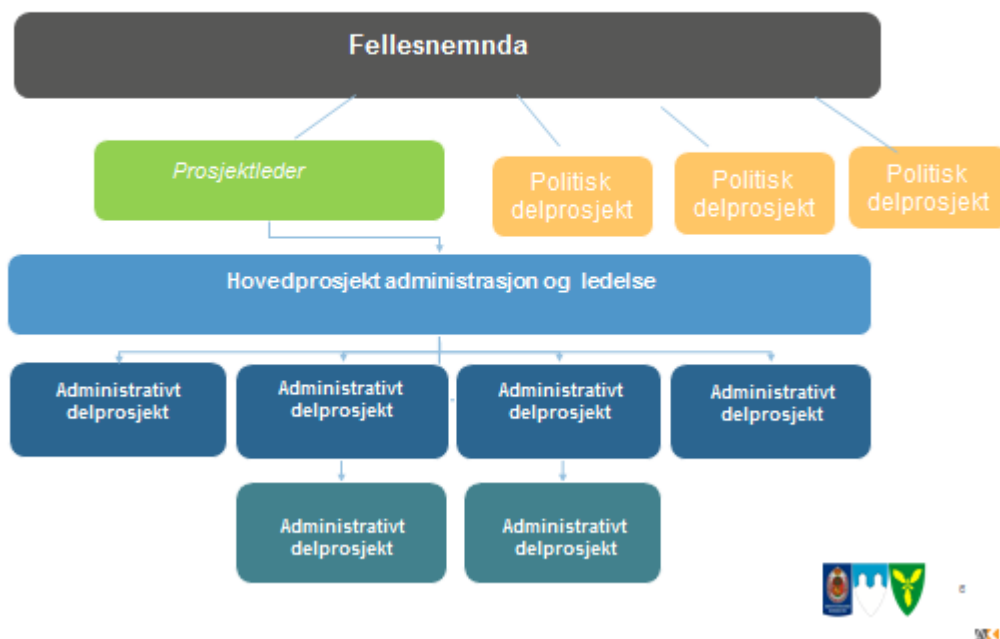 Fellesnemnda
Prosjektleder
Politisk
delprosjekt
Politisk
delprosjekt
Politisk
delprosjekt
Hovedprosjekt administrasjon og ledelse
Administrativt
delprosjekt
Administrativt
delprosjekt
Administrativt
delprosjekt
Administrativt
delprosjekt
Administrativt
delprosjekt
Administrativt
delprosjekt